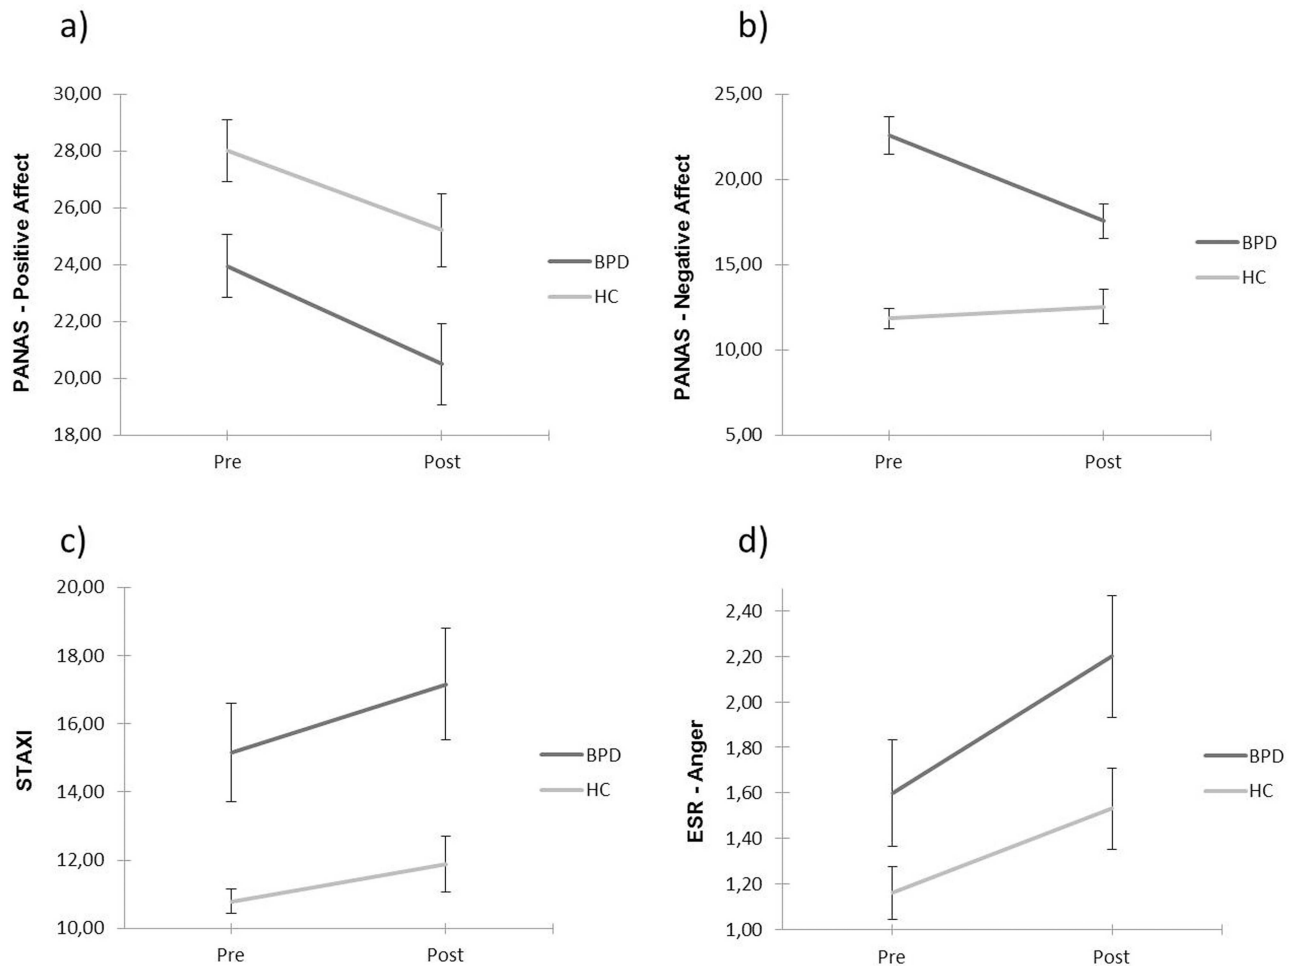 a)
PANAS - Positive Affect
30,00
28,00
26,00
24,00
22,00
20,00
18,00
Pre
Post
BPD
HC
b)
PANAS - Negative Affect
25,00
20,00
15,00
10,00
5,00
Pre
Post
BPD
HC
c)
STAXI
20,00
18,00
16,00
14,00
12,00
10,00
Pre
Post
BPD
HC
d)
ESR - Anger
2,40
2,20
2,00
1,80
1,60
1,40
1,20
1,00
Pre
Post
BPD
HC